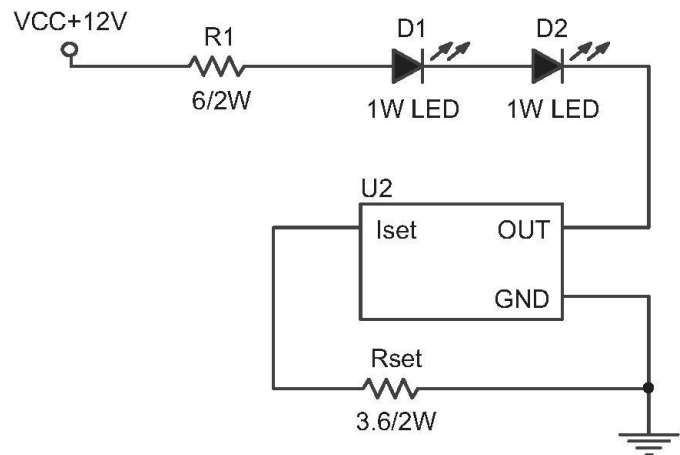 VCC+12V
R1
6/2W
D1
1W LED
D2
1W LED
U2
Iset
OUT
GND
Rset
3.6/2W